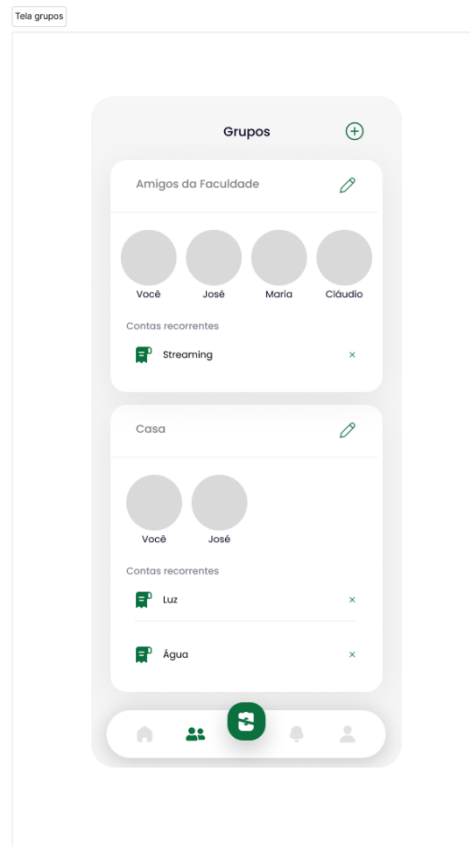 Tela grupos
Grupos
Amigos da Faculdade
Você José Maria Cláudio
Contas recorrentes
Streaming
Casa
Você José
Contas recorrentes
Luz
Água